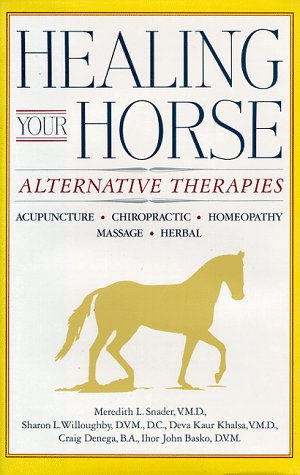 HEALING
YOUR HORSE
ALTERNATIVE THERAPIES
ACUPUNCTURE • CHIROPRACTIC • HOMEOPATHY
MASSAGE • HERBAL
Meredith L. Snader, V.M.D.,
Sharon L. Willoughby, D.V.M., D.C., Deva Kaur Khalsa, V.M.D.,
Craig Denega, B.A., Ihor John Basko, D.V.M.